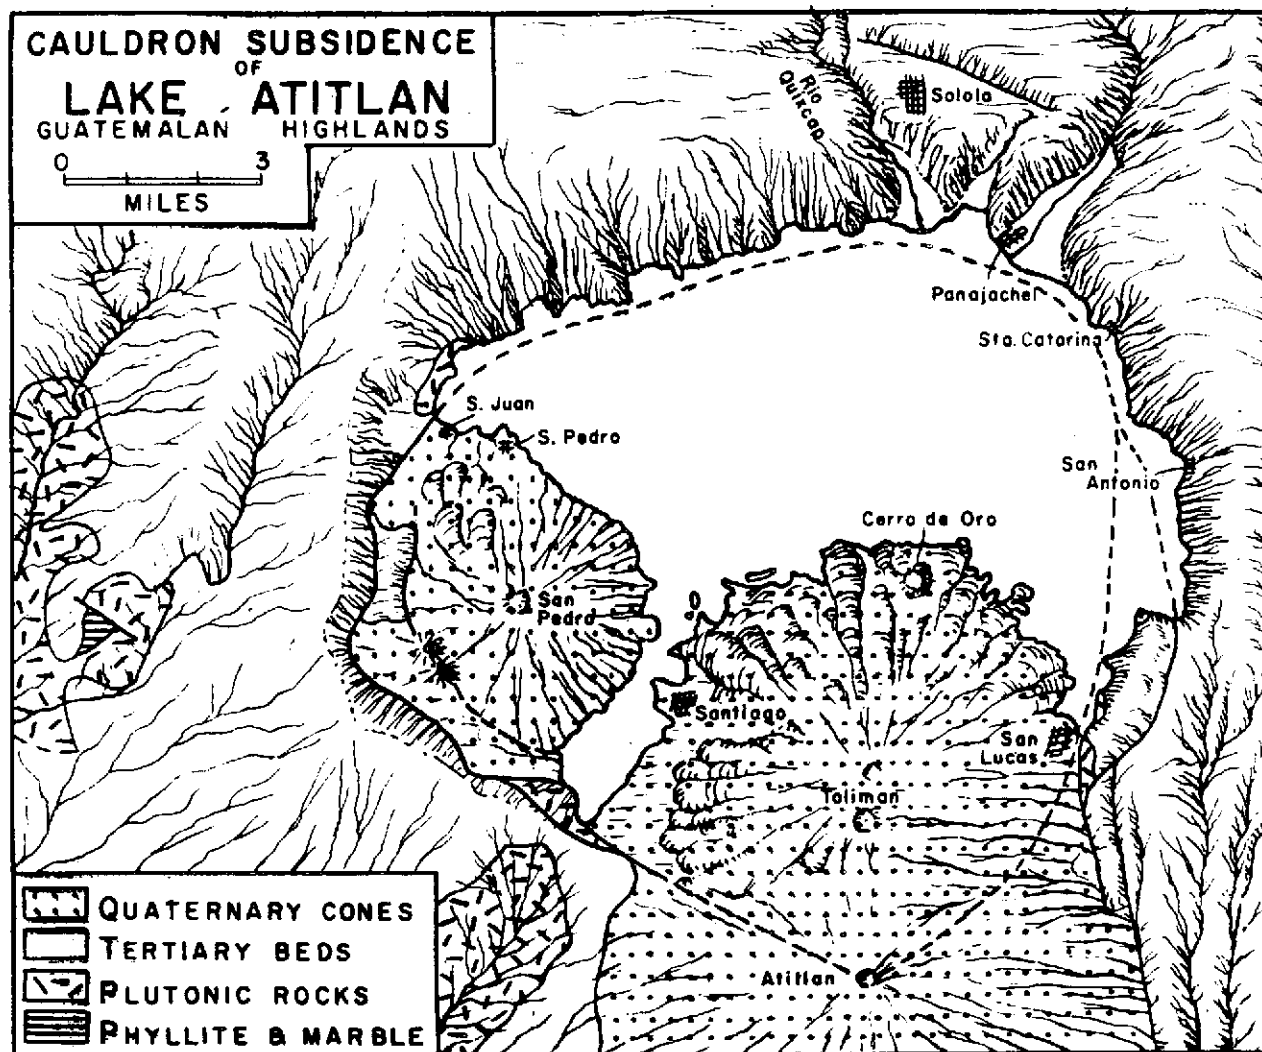 CAULDRON SUBSIDENCE
OF
LAKE ATITLAN
GUATEMALAN HIGHLANDS
0 3
MILES
Rio
Quixcap
Solola
Panajachel
Sta. Catarina
S. Juan
S. Pedro
San
Antonio
Cerro de Oro
San
Pedro
Santiago
San
Lucas
Toliman
Atitlan
QUATERNARY CONES
TERTIARY BEDS
PLUTONIC ROCKS
PHYLLITE & MARBLE